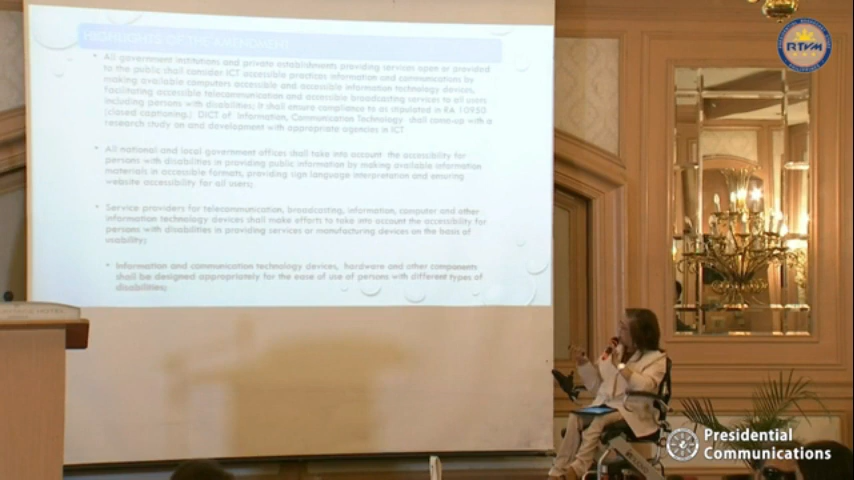 HIGHLIGHTS OF THE AMENDMENT
All government institutions and private establishments providing services open or provided
to the public shall consider ICT accessible practices information and communications by
making available computers accessible and accessible information technology devices,
facilitating accessible telecommunication and accessible broadcasting services to all users
including persons with disabilities; it shall ensure compliance to as stipulated in RA 10950
(closed captioning.) DICT of Information, Communication Technology shall come-up with a
research study on and development with appropriate agencies in ICT
All national and local government offices shall take into account the accessibility for
persons with disabilities in providing public information by making available information
materials in accessible formats, providing sign language interpretation and ensuring
website accessibility for all users;
Service providers for telecommunication, broadcasting, information, computer and other
information technology devices shall make efforts to take into account the accessibility for
persons with disabilities in providing services or manufacturing devices on the basis of
usability;
Information and communication technology devices, hardware and other components
shall be designed appropriately for the ease of use of persons with different types of
disabilities;
RTVM
Presidential
Communications